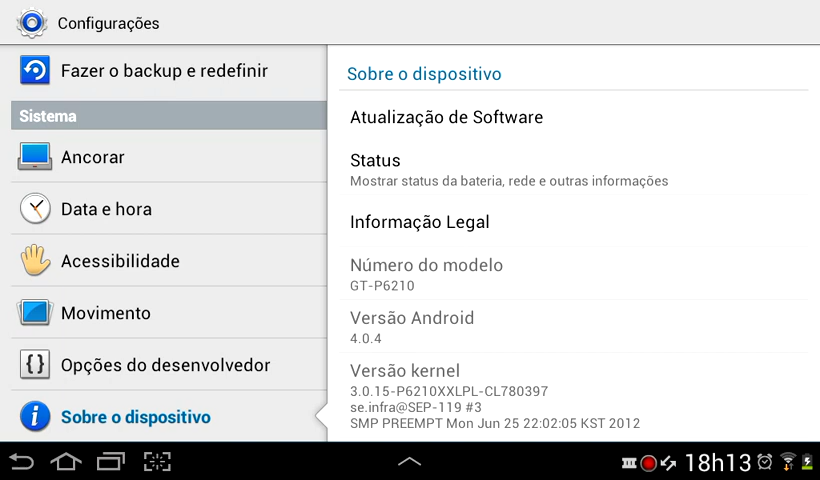 Configurações
Fazer o backup e redefinir
Sistema
Ancorar
Data e hora
Acessibilidade
Movimento
Opções do desenvolvedor
Sobre o dispositivo
Sobre o dispositivo
Atualização de Software
Status
Mostrar status da bateria, rede e outras informações
Informação Legal
Número do modelo
GT-P6210
Versão Android
4.0.4
Versão kernel
3.0.15-P6210XXLPL-CL780397
se.infra@SEP-119 #3
SMP PREEMPT Mon Jun 25 22:02:05 KST 2012
18h13